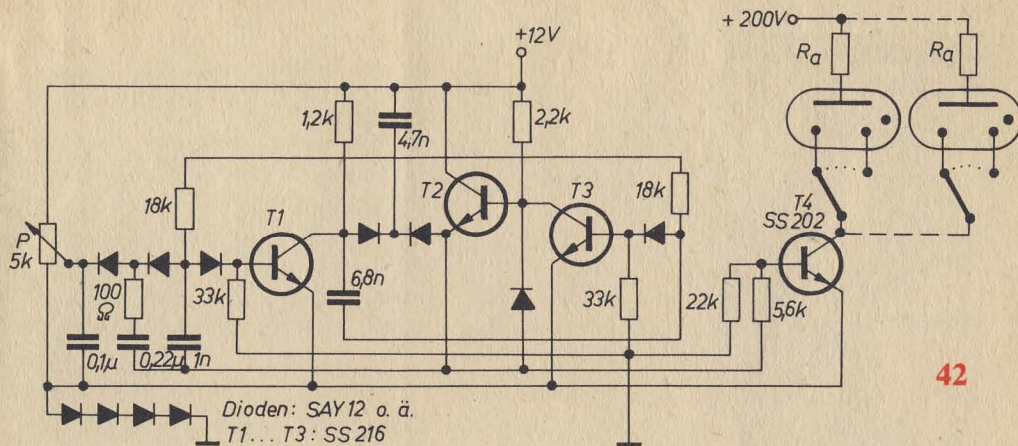 + 200V
Ra
Ra
+12V
1,2k
4,7n
2,2k
T2
T3
18k
18k
T1
T4
SS 202
P
5k
6,8n
100
Ω
33k
33k
22k
5,6k
0,1µ
0,22µ
1n
42
Dioden: SAY 12 o. ä.
T1 ... T3: SS 216